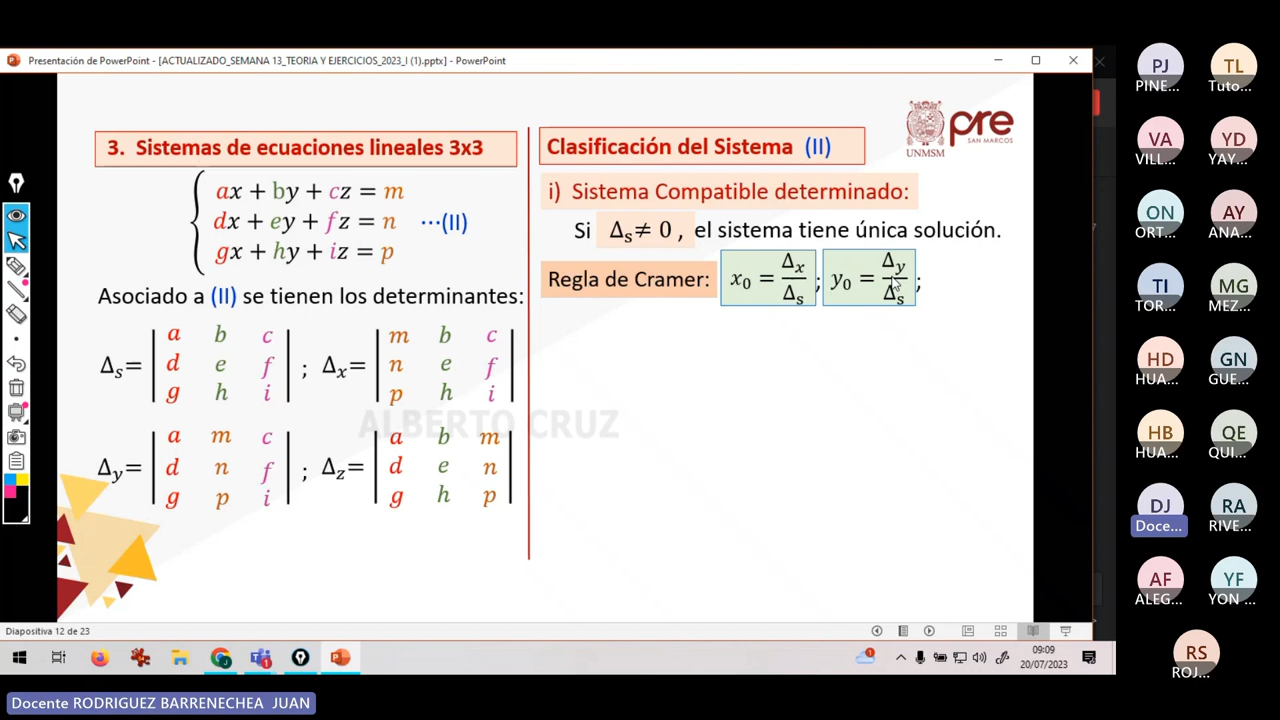 Presentación de PowerPoint - [ACTUALIZADO_SEMANA 13_TEORIA Y EJERCICIOS_2023_I (1).pptx] - PowerPoint
UNMSM
pre
SAN MARCOS
3. Sistemas de ecuaciones lineales 3x3
ax + by + cz = m
dx + ey + fz = n ⋯(II)
gx + hy + iz = p
Asociado a (II) se tienen los determinantes:
Δs= | a b c | ; Δx= | m b c |
| d e f | | n e f |
| g h i | | p h i |
Δy= | a m c | ; Δz= | a b m |
| d n f | | d e n |
| g p i | | g h p |
ALBERTO CRUZ
Clasificación del Sistema (II)
i) Sistema Compatible determinado:
Si Δs ≠ 0 , el sistema tiene única solución.
Regla de Cramer: x0 = Δx/Δs ; y0 = Δy/Δs ;
Diapositiva 12 de 23
1
09:09
20/07/2023
PJ TL
PINE... Tuto...
VA YD
VILL... YAY...
ON AY
ORT... ANA...
TI MG
TOR... MEZ...
HD GN
HUA... GUE...
HB QE
HUA... QUI...
DJ RA
Doce... RIVE...
AF YF
ALEG... YON ...
RS
ROJ...
Docente RODRIGUEZ BARRENECHEA JUAN